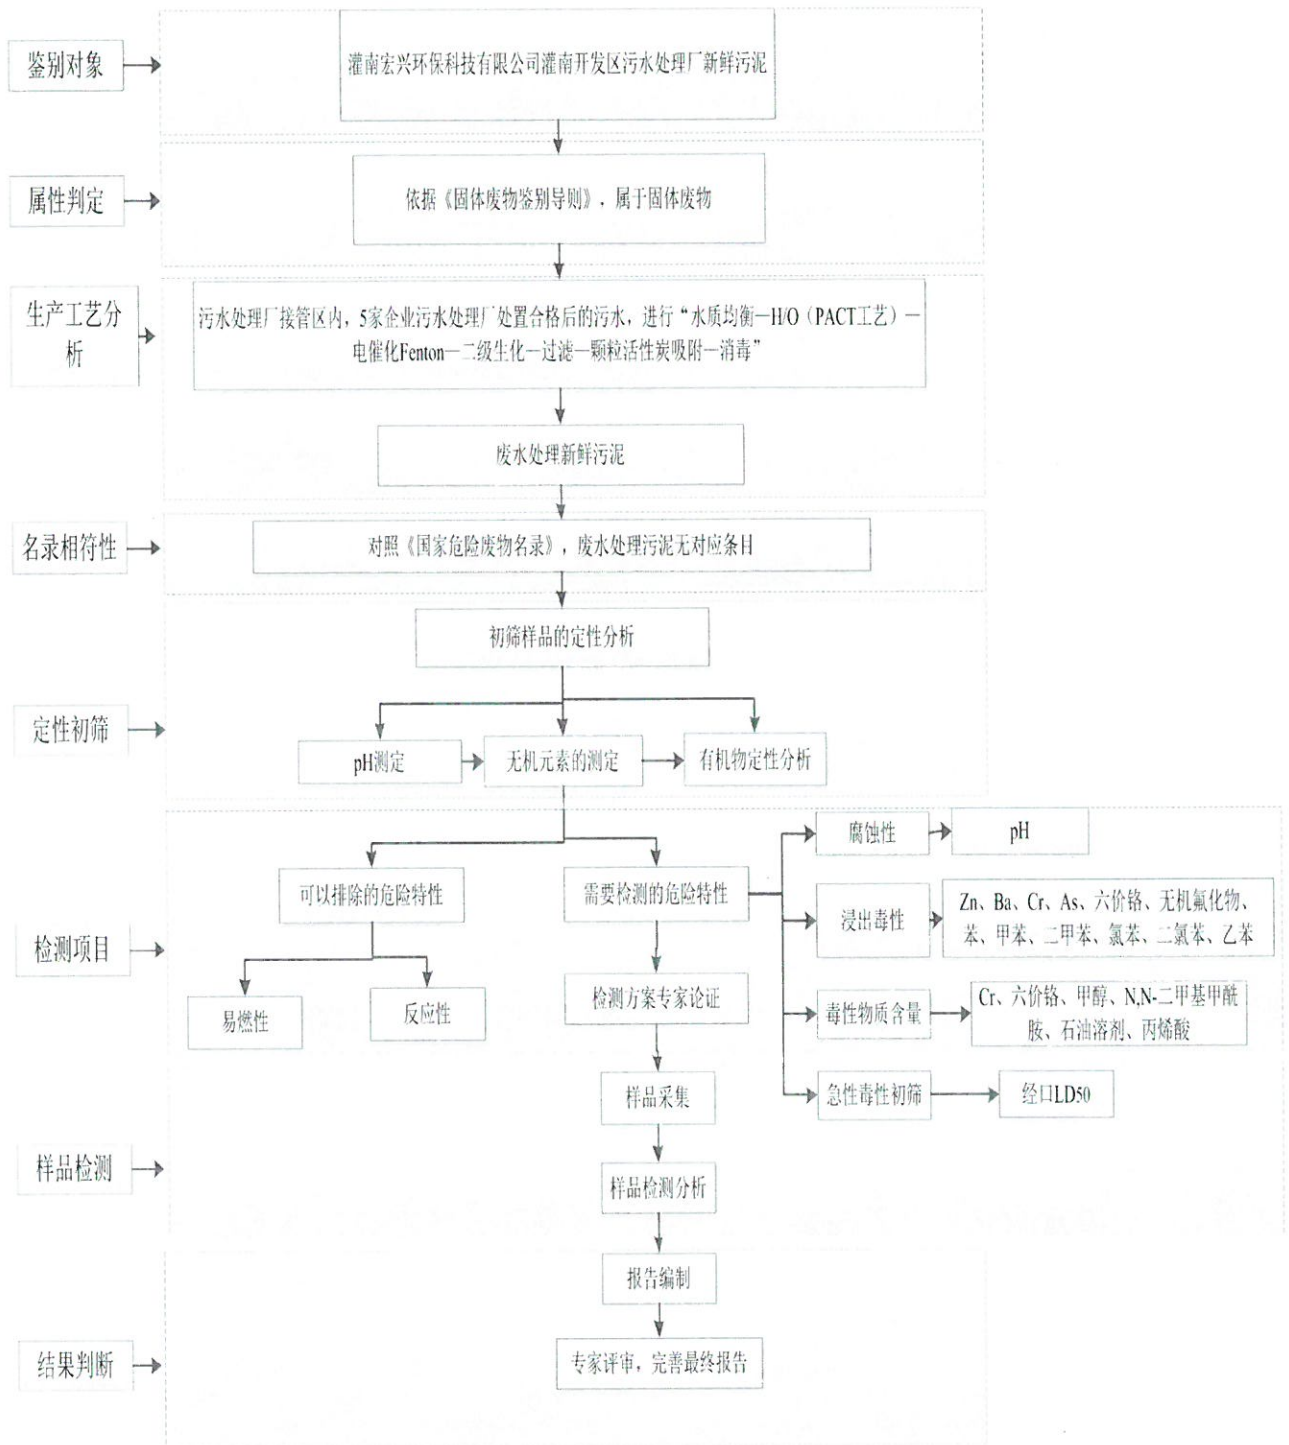 鉴别对象
灌南宏兴环保科技有限公司灌南开发区污水处理厂新鲜污泥
属性判定
依据《固体废物鉴别导则》，属于固体废物
生产工艺分
析
污水处理厂接管区内，5家企业污水处理厂处置合格后的污水，进行“水质均衡—H/O（PACT工艺）—
电催化Fenton—二级生化—过滤—颗粒活性炭吸附—消毒”
废水处理新鲜污泥
名录相符性
对照《国家危险废物名录》，废水处理污泥无对应条目
初筛样品的定性分析
定性初筛
pH测定
无机元素的测定
有机物定性分析
腐蚀性
pH
可以排除的危险特性
需要检测的危险特性
浸出毒性
Zn、Ba、Cr、As、六价铬、无机氟化物、
苯、甲苯、二甲苯、氯苯、二氯苯、乙苯
检测项目
易燃性
反应性
检测方案专家论证
毒性物质含量
Cr、六价铬、甲醇、N,N-二甲基甲酰
胺、石油溶剂、丙烯酸
样品采集
急性毒性初筛
经口LD50
样品检测
样品检测分析
报告编制
结果判断
专家评审，完善最终报告